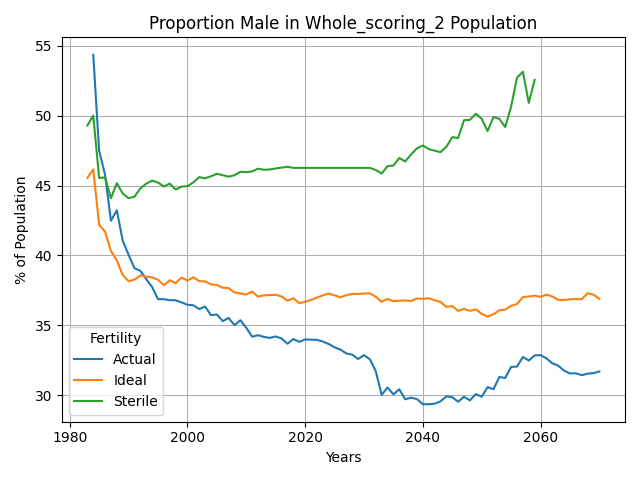 Proportion Male in Whole_scoring_2 Population
% of Population
55
50
45
40
35
30
Fertility
Actual
Ideal
Sterile
1980
2000
2020
2040
2060
Years